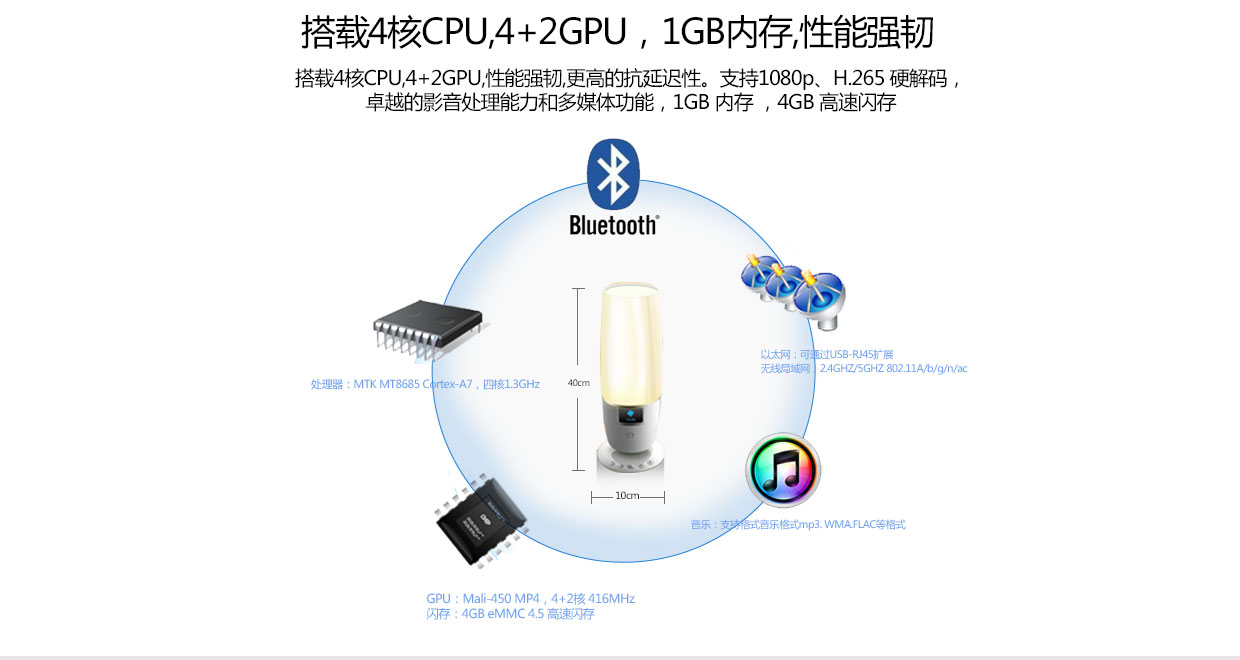 搭载4核CPU,4+2GPU，1GB内存,性能强韧
搭载4核CPU,4+2GPU,性能强韧,更高的抗延迟性。支持1080p、H.265 硬解码，
卓越的影音处理能力和多媒体功能，1GB 内存 ，4GB 高速闪存
Bluetooth®
以太网：可通过USB-RJ45扩展
无线局域网：2.4GHZ/5GHZ 802.11A/b/g/n/ac
处理器：MTK MT8685 Cortex-A7，四核1.3GHz
40cm
10cm
音乐：支持格式音乐格式mp3. WMA.FLAC等格式
GPU：Mali-450 MP4，4+2核 416MHz
闪存：4GB eMMC 4.5 高速闪存